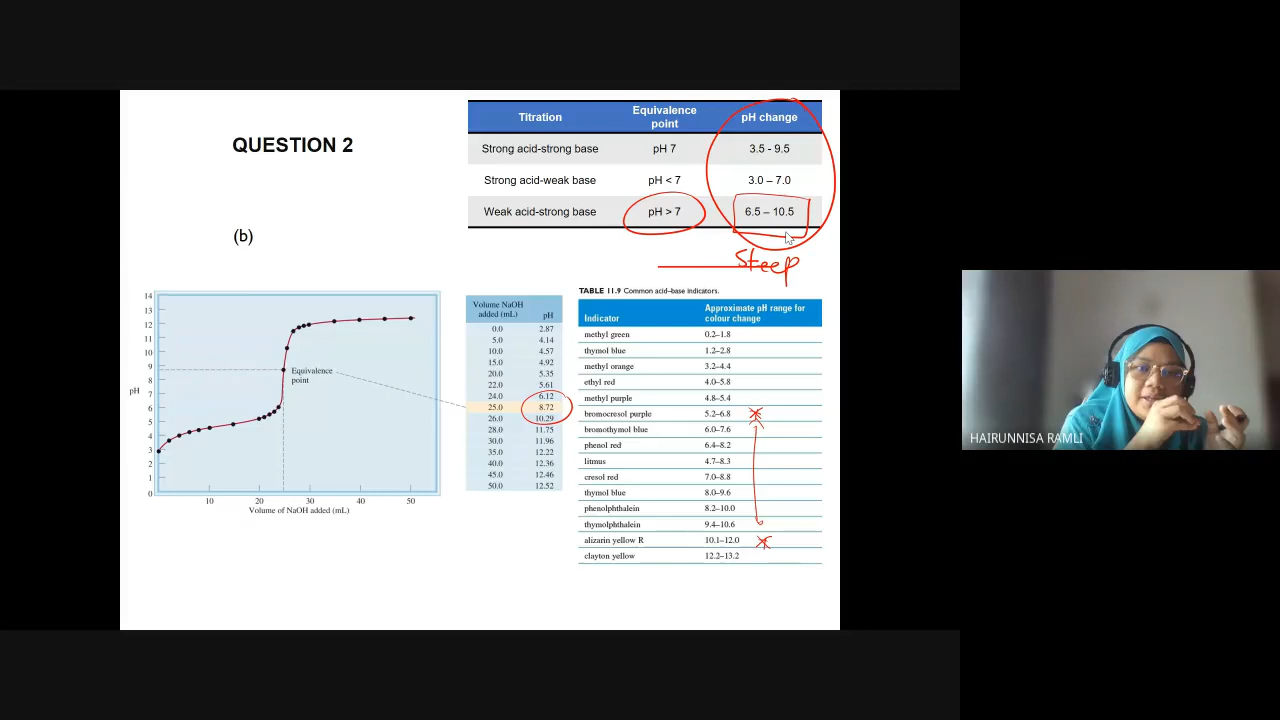 QUESTION 2
(b)
Titration Equivalence point pH change
Strong acid-strong base pH 7 3.5 - 9.5
Strong acid-weak base pH < 7 3.0 – 7.0
Weak acid-strong base pH > 7 6.5 – 10.5
Steep
14
13
12
11
10
9
8
7
6
5
4
3
2
1
0
pH
Equivalence
point
10 20 30 40 50
Volume of NaOH added (mL)
Volume NaOH
added (mL) pH
0.0 2.87
5.0 4.14
10.0 4.57
15.0 4.92
20.0 5.35
22.0 5.61
24.0 6.12
25.0 8.72
26.0 10.29
28.0 11.75
30.0 11.96
35.0 12.22
40.0 12.36
45.0 12.46
50.0 12.52
TABLE 11.9 Common acid–base indicators.
Indicator Approximate pH range for colour change
methyl green 0.2–1.8
thymol blue 1.2–2.8
methyl orange 3.2–4.4
ethyl red 4.0–5.8
methyl purple 4.8–5.4
bromocresol purple 5.2–6.8
bromothymol blue 6.0–7.6
phenol red 6.4–8.2
litmus 4.7–8.3
cresol red 7.0–8.8
thymol blue 8.0–9.6
phenolphthalein 8.2–10.0
thymolphthalein 9.4–10.6
alizarin yellow R 10.1–12.0
clayton yellow 12.2–13.2
HAIRUNNISA RAMLI